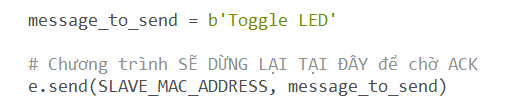 message_to_send = b'Toggle LED'
# Chương trình SẼ DỪNG LẠI TẠI ĐÂY để chờ ACK
e.send(SLAVE_MAC_ADDRESS, message_to_send)